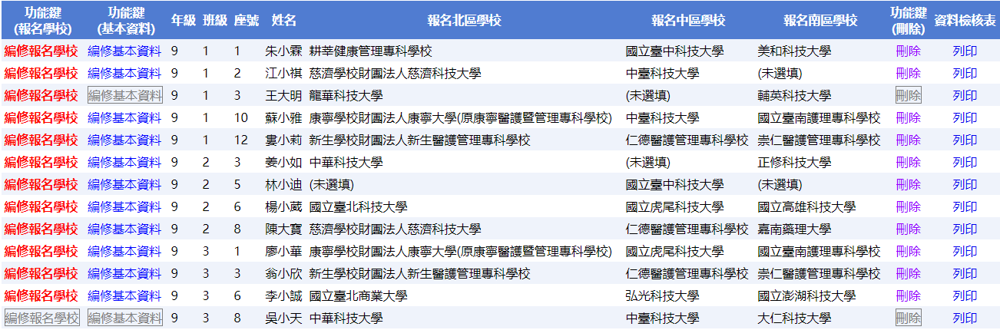 功能鍵 (報名學校) 功能鍵 (基本資料) 年級 班級 座號 姓名 報名北區學校 報名中區學校 報名南區學校 功能鍵 (刪除) 資料檢核表
編修報名學校 編修基本資料 9 1 1 朱小霖 耕莘健康管理專科學校 國立臺中科技大學 美和科技大學 刪除 列印
編修報名學校 編修基本資料 9 1 2 江小祺 慈濟學校財團法人慈濟科技大學 中臺科技大學 (未選填) 刪除 列印
編修報名學校 編修基本資料 9 1 3 王大明 龍華科技大學 (未選填) 輔英科技大學 刪除 列印
編修報名學校 編修基本資料 9 1 10 蘇小雅 康寧學校財團法人康寧大學(原康寧醫護暨管理專科學校) 中臺科技大學 國立臺南護理專科學校 刪除 列印
編修報名學校 編修基本資料 9 1 12 婁小莉 新生學校財團法人新生醫護管理專科學校 仁德醫護管理專科學校 崇仁醫護管理專科學校 刪除 列印
編修報名學校 編修基本資料 9 2 3 姜小如 中華科技大學 (未選填) 正修科技大學 刪除 列印
編修報名學校 編修基本資料 9 2 5 林小迪 (未選填) 國立臺中科技大學 (未選填) 刪除 列印
編修報名學校 編修基本資料 9 2 6 楊小葳 國立臺北科技大學 國立虎尾科技大學 國立高雄科技大學 刪除 列印
編修報名學校 編修基本資料 9 2 8 陳大寶 慈濟學校財團法人慈濟科技大學 仁德醫護管理專科學校 嘉南藥理大學 刪除 列印
編修報名學校 編修基本資料 9 3 1 廖小華 康寧學校財團法人康寧大學(原康寧醫護暨管理專科學校) 國立虎尾科技大學 國立臺南護理專科學校 刪除 列印
編修報名學校 編修基本資料 9 3 3 翁小欣 新生學校財團法人新生醫護管理專科學校 仁德醫護管理專科學校 崇仁醫護管理專科學校 刪除 列印
編修報名學校 編修基本資料 9 3 6 李小誠 國立臺北商業大學 弘光科技大學 國立澎湖科技大學 刪除 列印
編修報名學校 編修基本資料 9 3 8 吳小天 中華科技大學 中臺科技大學 大仁科技大學 刪除 列印